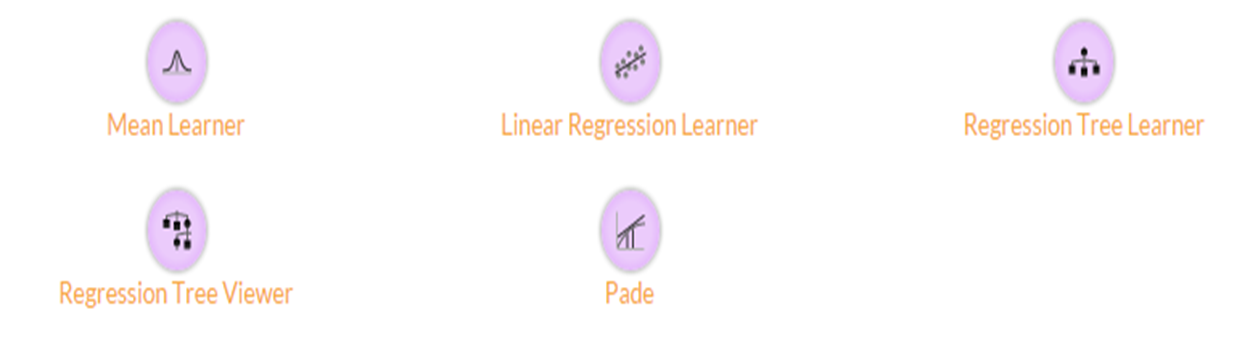 Mean Learner
Linear Regression Learner
Regression Tree Learner
Regression Tree Viewer
Pade